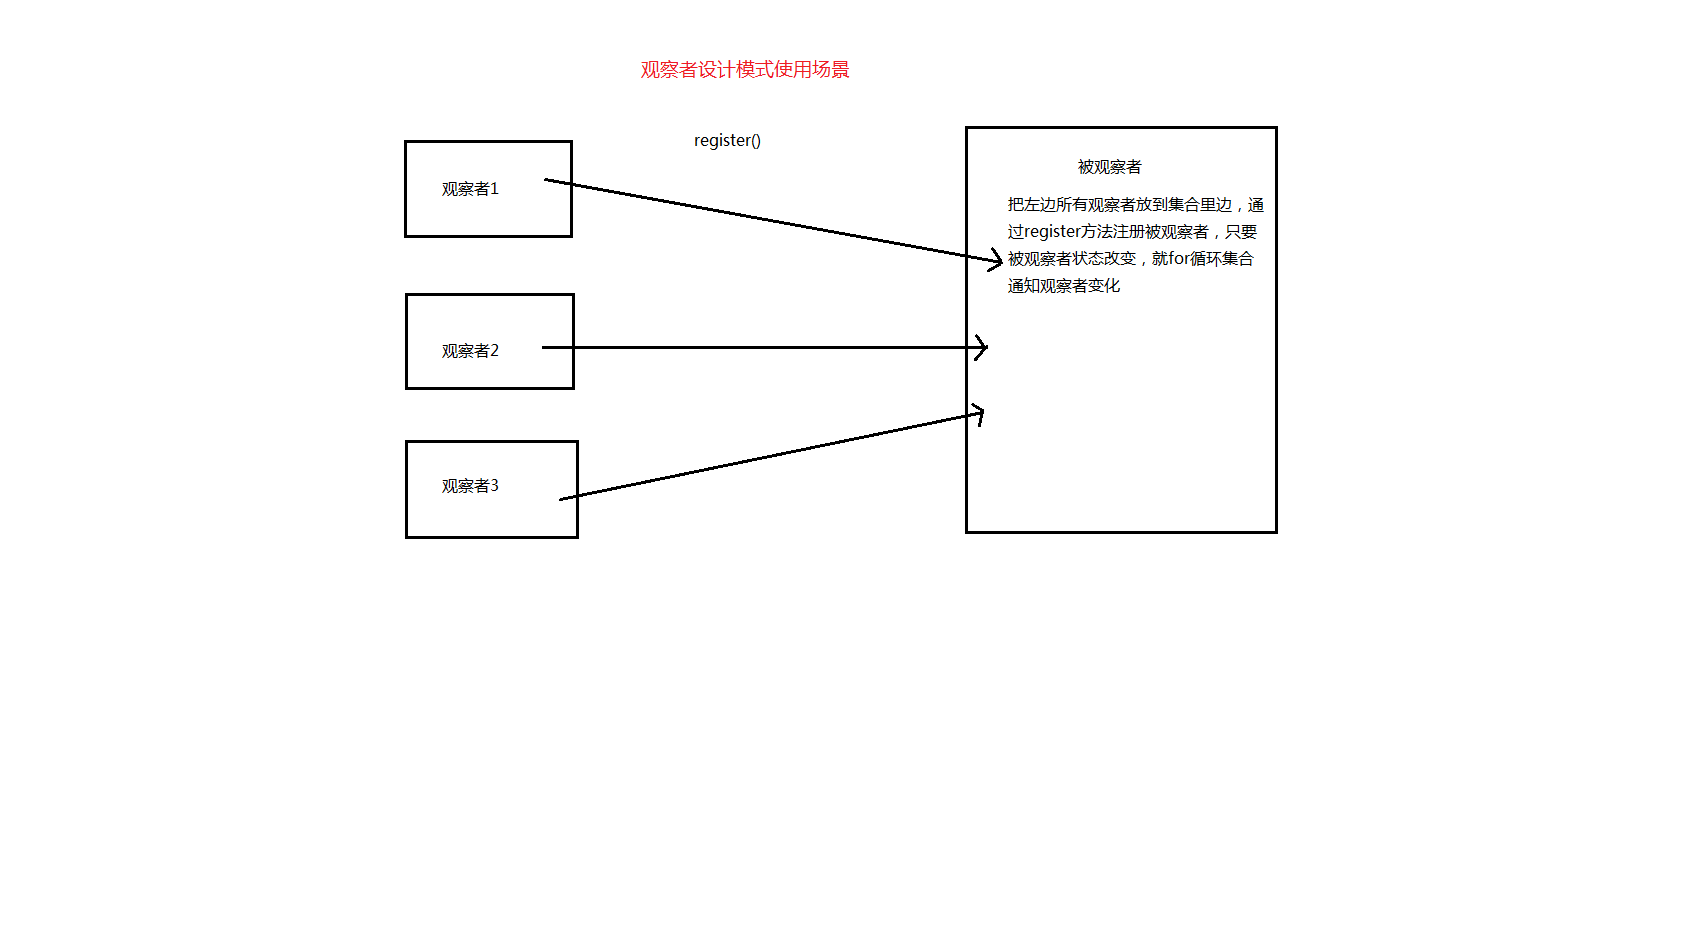 观察者设计模式使用场景
register()
观察者1
被观察者
把左边所有观察者放到集合里边，通
过register方法注册被观察者，只要
被观察者状态改变，就for循环集合
通知观察者变化
观察者2
观察者3